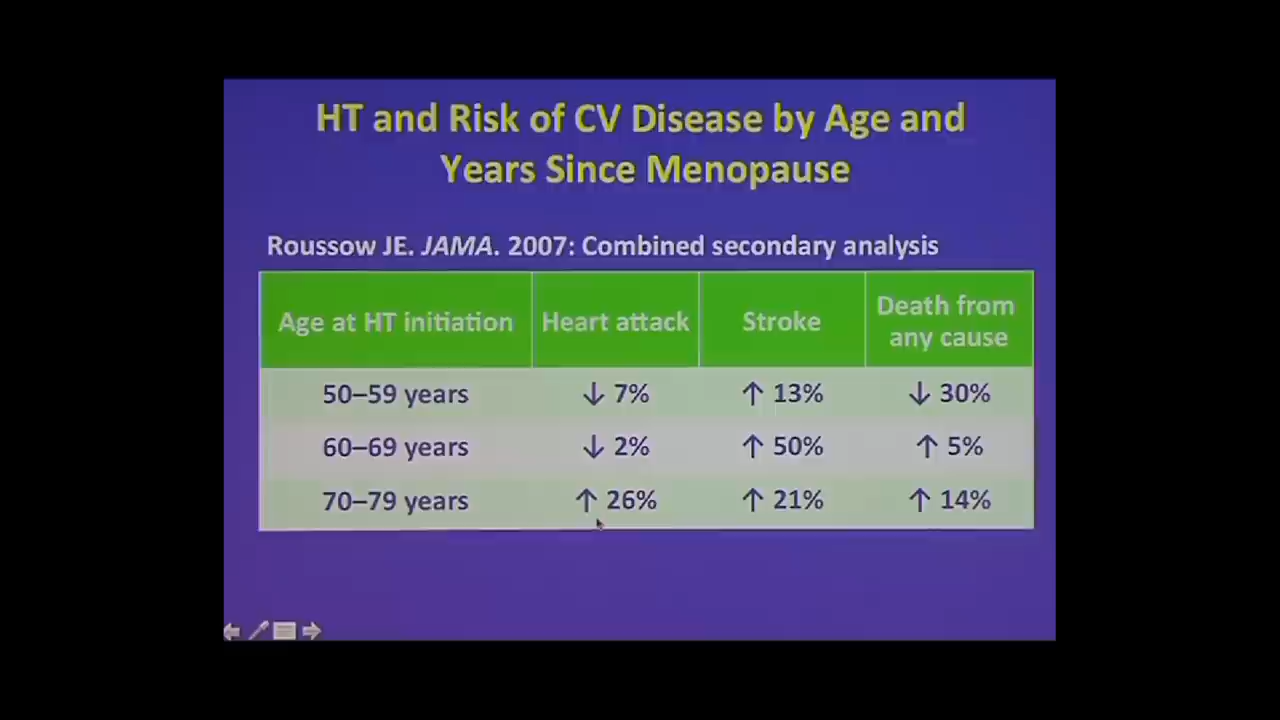 HT and Risk of CV Disease by Age and
Years Since Menopause
Roussow JE. JAMA. 2007: Combined secondary analysis
Age at HT initiation Heart attack Stroke Death from any cause
50–59 years ↓ 7% ↑ 13% ↓ 30%
60–69 years ↓ 2% ↑ 50% ↑ 5%
70–79 years ↑ 26% ↑ 21% ↑ 14%